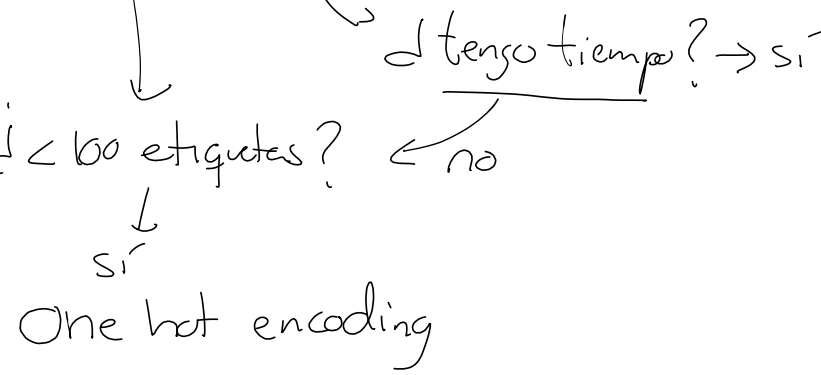 ¿tengo tiempo? → sí
¿<100 etiquetas? ← no
↓
sí
One hot encoding